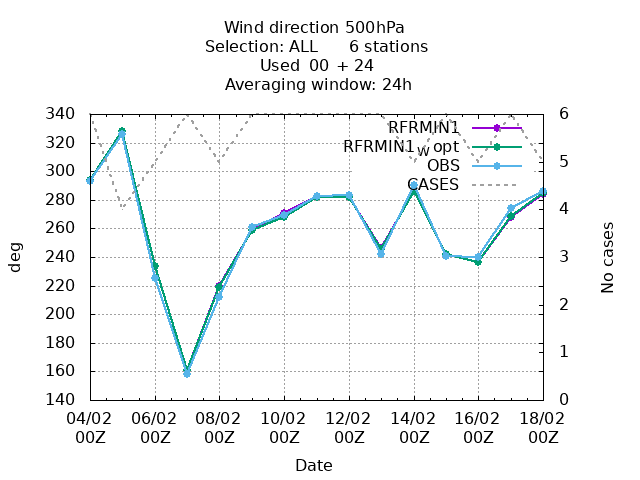 Wind direction 500hPa
Selection: ALL 6 stations
Used 00 + 24
Averaging window: 24h
340
320
300
280
260
240
220
200
180
160
140
deg
6
5
4
3
2
1
0
No cases
RFRMIN1
RFRMIN1_W opt
OBS
CASES
04/02 06/02 08/02 10/02 12/02 14/02 16/02 18/02
00Z 00Z 00Z 00Z 00Z 00Z 00Z 00Z
Date